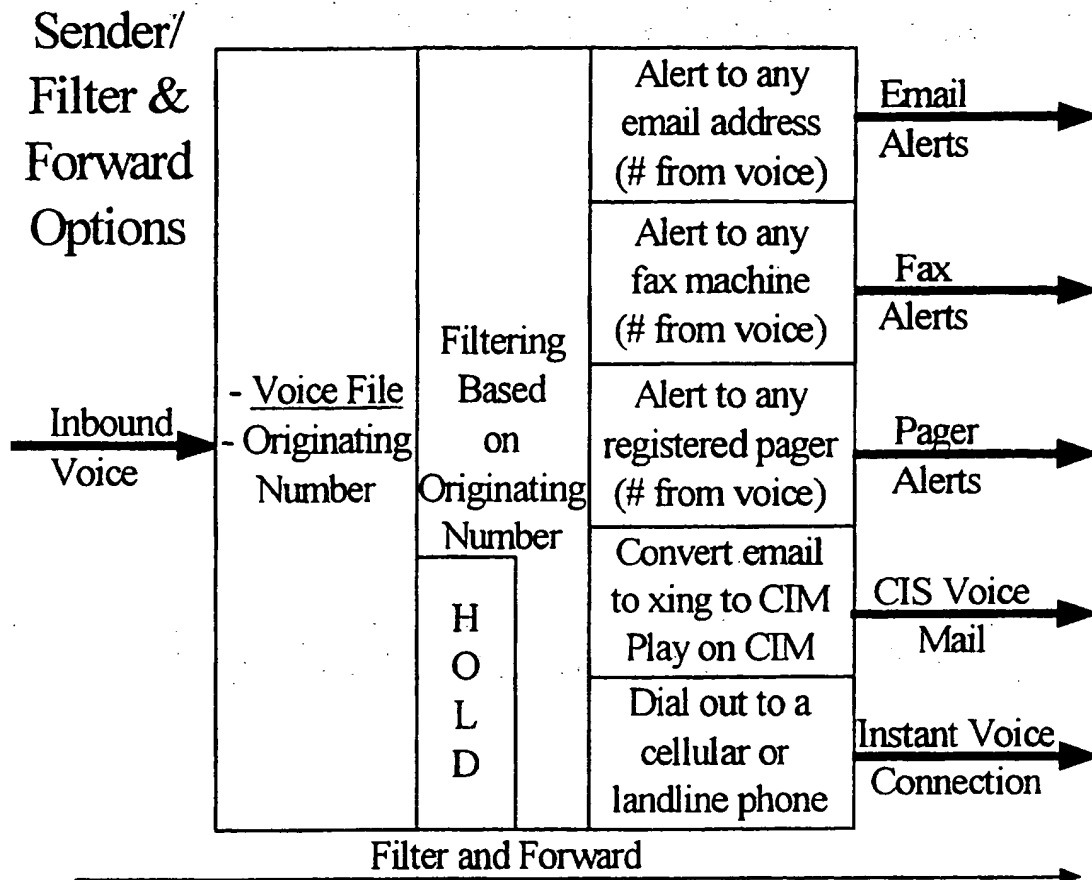 Sender/
Filter &
Forward
Options
Inbound
Voice
- Voice File
- Originating
Number
Filtering
Based
on
Originating
Number
H
O
L
D
Alert to any
email address
(# from voice)
Alert to any
fax machine
(# from voice)
Alert to any
registered pager
(# from voice)
Convert email
to xing to CIM
Play on CIM
Dial out to a
cellular or
landline phone
Email
Alerts
Fax
Alerts
Pager
Alerts
CIS Voice
Mail
Instant Voice
Connection
Filter and Forward